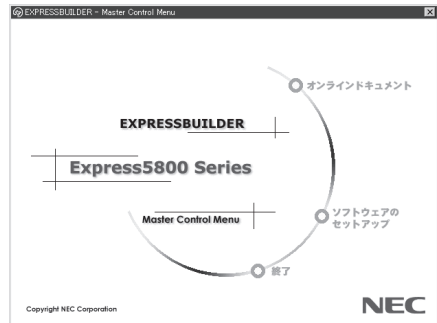 EXPRESSBUILDER - Master Control Menu
オンラインドキュメント
EXPRESSBUILDER
Express5800 Series
Master Control Menu
ソフトウェアの
セットアップ
終了
Copyright NEC Corporation
NEC